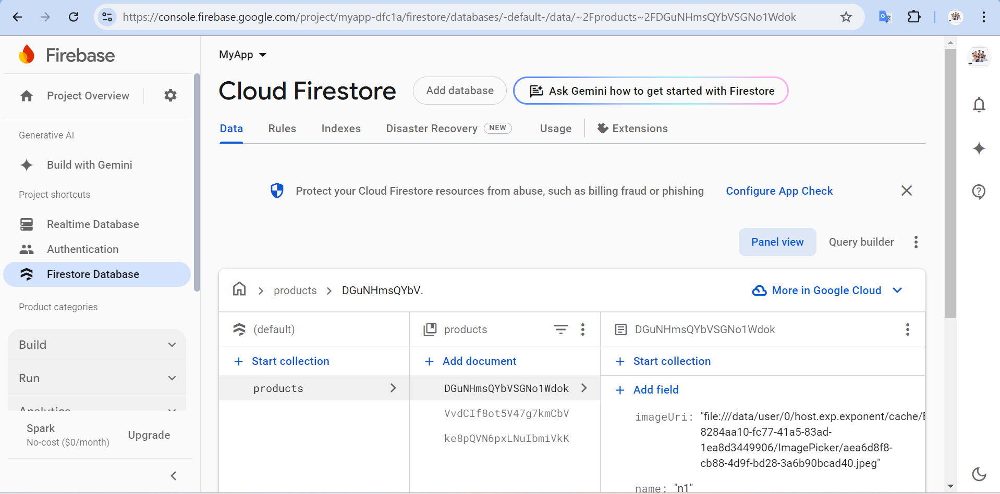 https://console.firebase.google.com/project/myapp-dfc1a/firestore/databases/-default-/data/~2Fproducts~2FDGuNHmsQYbVSGNo1Wdok
Firebase
MyApp
Project Overview
Cloud Firestore
Add database
Ask Gemini how to get started with Firestore
Data
Rules
Indexes
Disaster Recovery
NEW
Usage
Extensions
Generative AI
Build with Gemini
Project shortcuts
Realtime Database
Authentication
Firestore Database
Product categories
Build
Run
Analytics
Spark
No-cost ($0/month)
Upgrade
Protect your Cloud Firestore resources from abuse, such as billing fraud or phishing
Configure App Check
Panel view
Query builder
products
DGuNHmsQYbV.
More in Google Cloud
(default)
products
DGuNHmsQYbVSGNo1Wdok
Start collection
Add document
Start collection
products
DGuNHmsQYbVSGNo1Wdok
VvdCIf8ot5V47g7kmCbV
ke8pQVN6pxLNuIbmiVkK
Add field
imageUri: "file:///data/user/0/host.exp.exponent/cache/
8284aa10-fc77-41a5-83ad-
1ea8d3449906/ImagePicker/aea6d8f8-
cb88-4d9f-bd28-3a6b90bcad40.jpeg"
name: "n1"